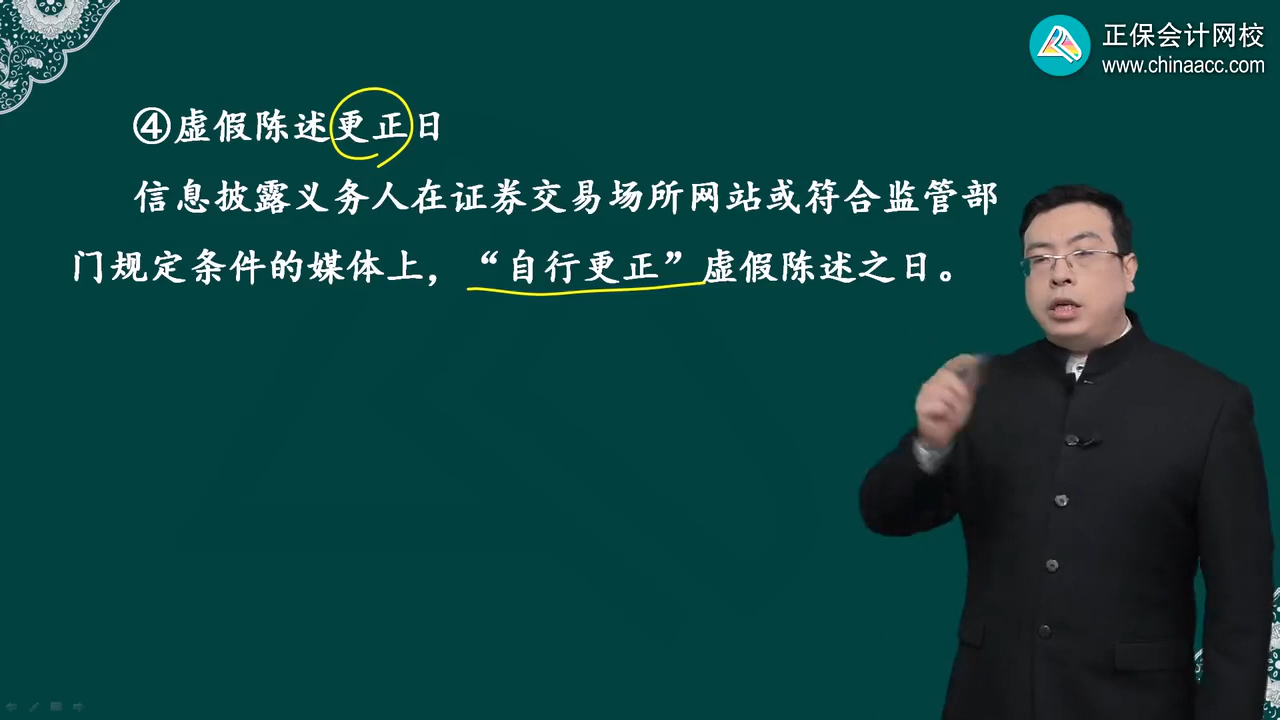 正保会计网校
www.chinaacc.com
④虚假陈述更正日
信息披露义务人在证券交易场所网站或符合监管部
门规定条件的媒体上，“自行更正”虚假陈述之日。